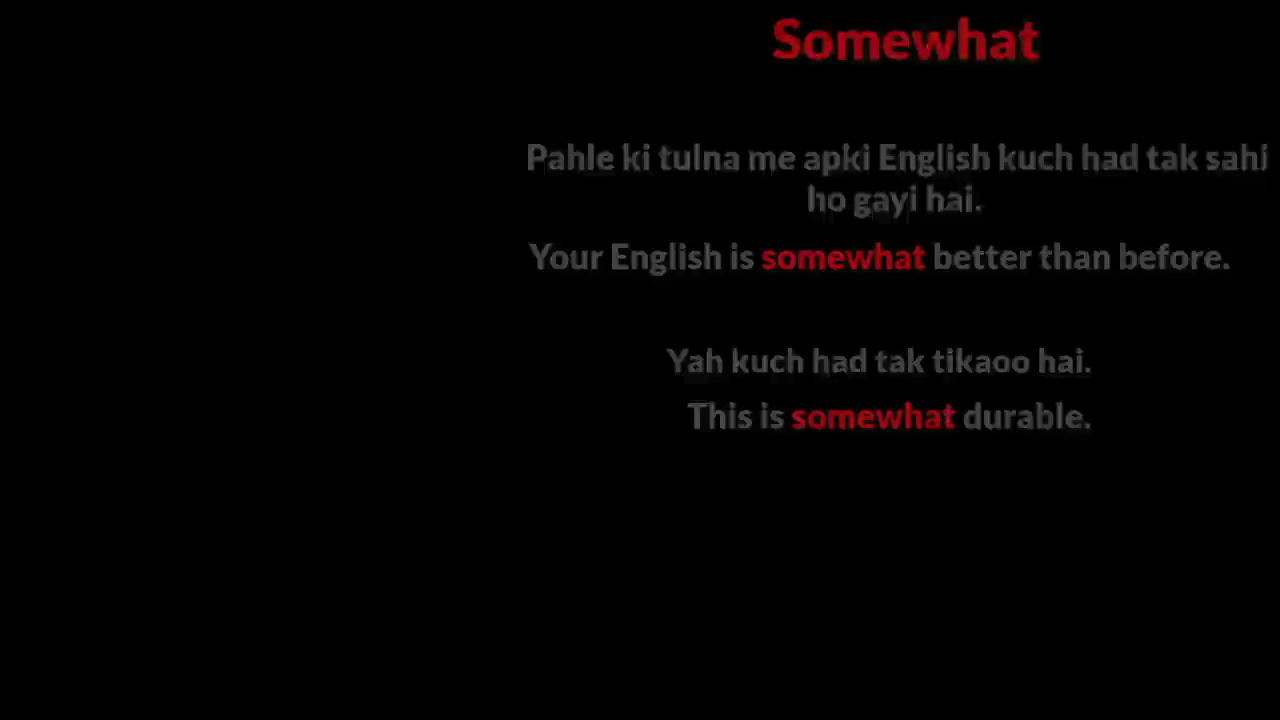 Somewhat
Pahle ki tulna me apki English kuch had tak sahi
ho gayi hai.
Your English is somewhat better than before.
Yah kuch had tak tikaoo hai.
This is somewhat durable.